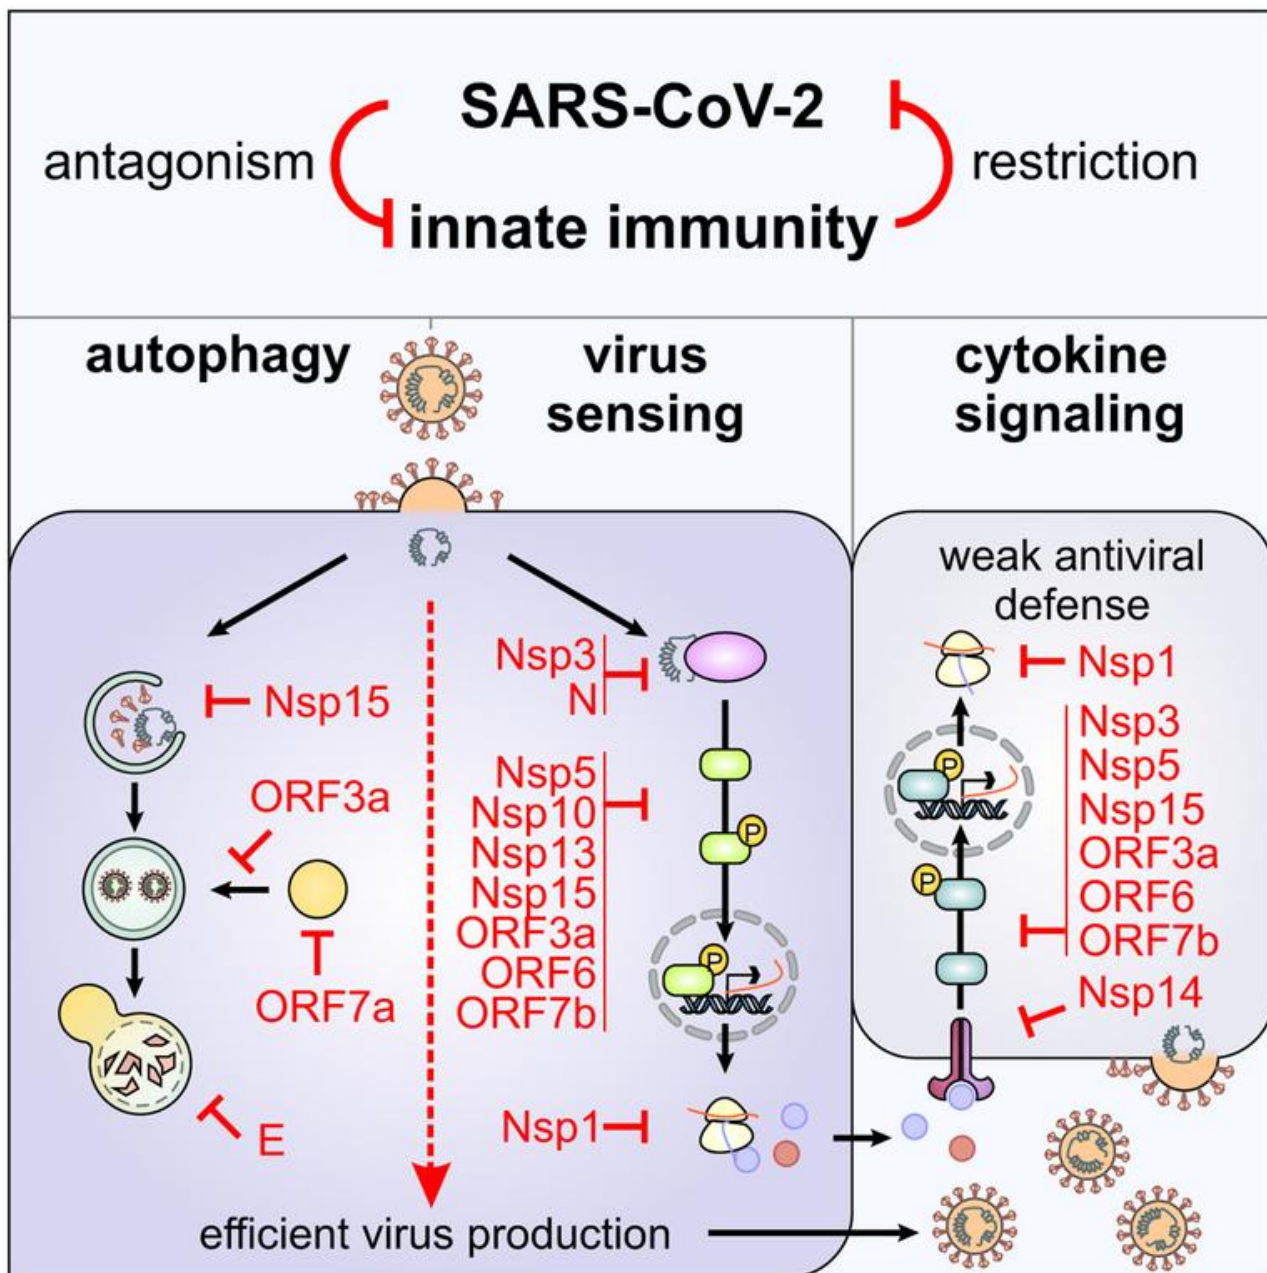 SARS-CoV-2
antagonism
restriction
innate immunity
autophagy
virus
sensing
cytokine
signaling
Nsp15
ORF3a
ORF7a
E
Nsp3
N
Nsp5
Nsp10
Nsp13
Nsp15
ORF3a
ORF6
ORF7b
P
P
Nsp1
efficient virus production
weak antiviral
defense
Nsp1
P
Nsp3
Nsp5
Nsp15
ORF3a
ORF6
ORF7b
P
Nsp14